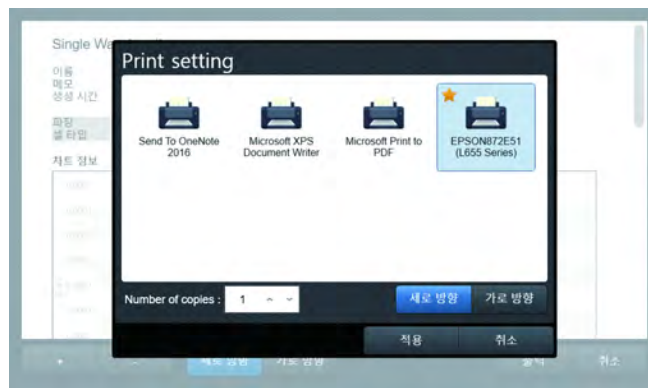 Single Wa
이름
메모
생성 시간
파장
셀 타입
차트 정보
Print setting
Send To OneNote
2016
Microsoft XPS
Document Writer
Microsoft Print to
PDF
EPSON872E51
(L655 Series)
Number of copies :
1
세로 방향
가로 방향
적용
취소
세로 방향
가로 방향
출력
취소